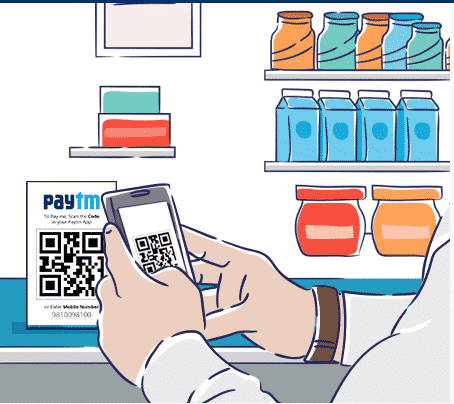 paytm
To Pay me, Scan the Code
in your Paytm App
or Enter Mobile Number
9810098100